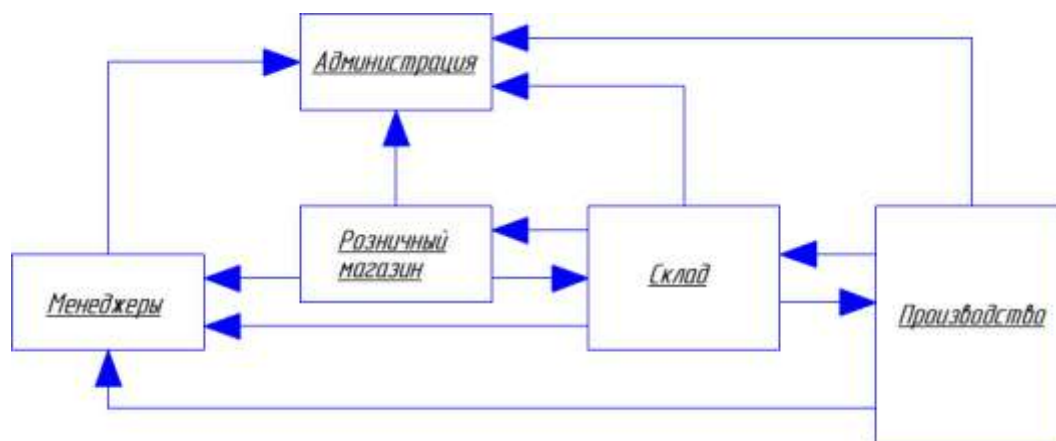 Администрация
Розничный
магазин
Склад
Менеджеры
Производство